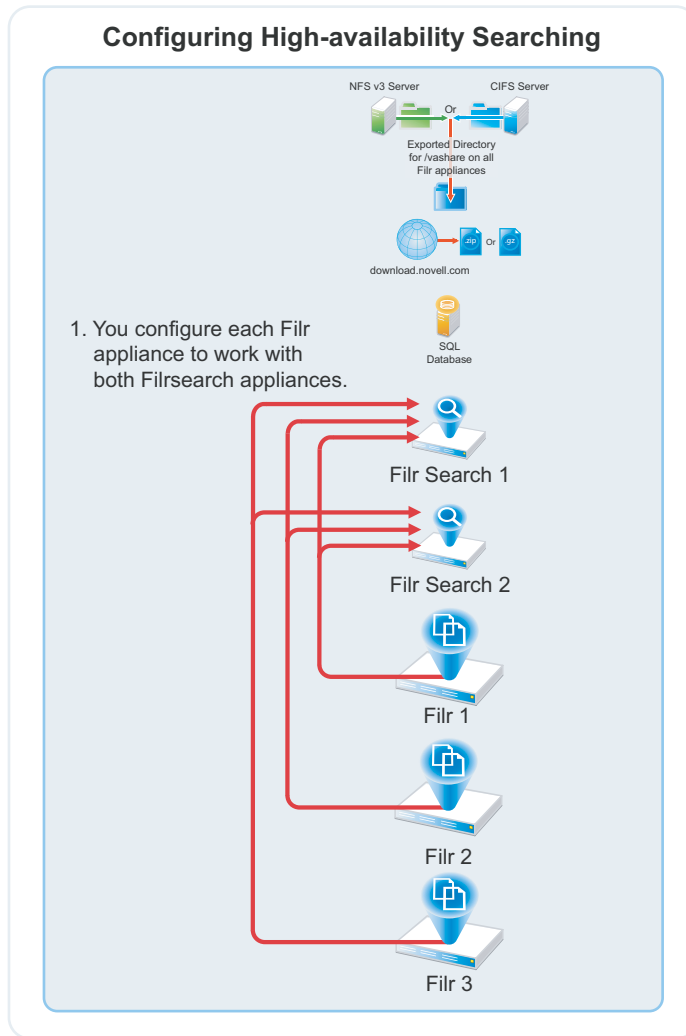 Configuring High-availability Searching
NFS v3 Server
CIFS Server
Or
Exported Directory
for /vashare on all
Filr appliances
.zip Or .gz
download.novell.com
SQL
Database
1. You configure each Filr
appliance to work with
both Filrsearch appliances.
Filr Search 1
Filr Search 2
Filr 1
Filr 2
Filr 3